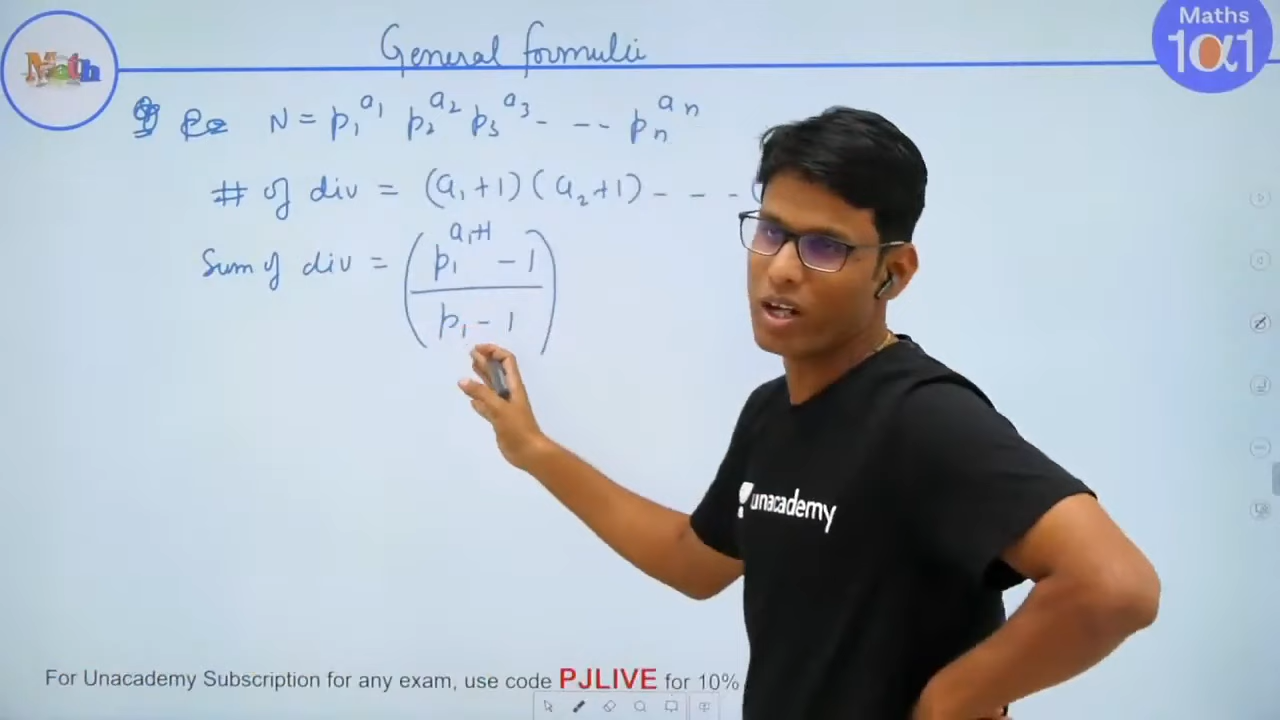 General formulii
Math
Maths
1α1
N = p₁^a₁ p₂^a₂ p₃^a₃ - - - - pₙ^aₙ
# of div = (a₁+1)(a₂+1) - - - (
Sum of div = ((p₁^(a₁+1) - 1)/(p₁ - 1))
unacademy
For Unacademy Subscription for any exam, use code PJLIVE for 10%